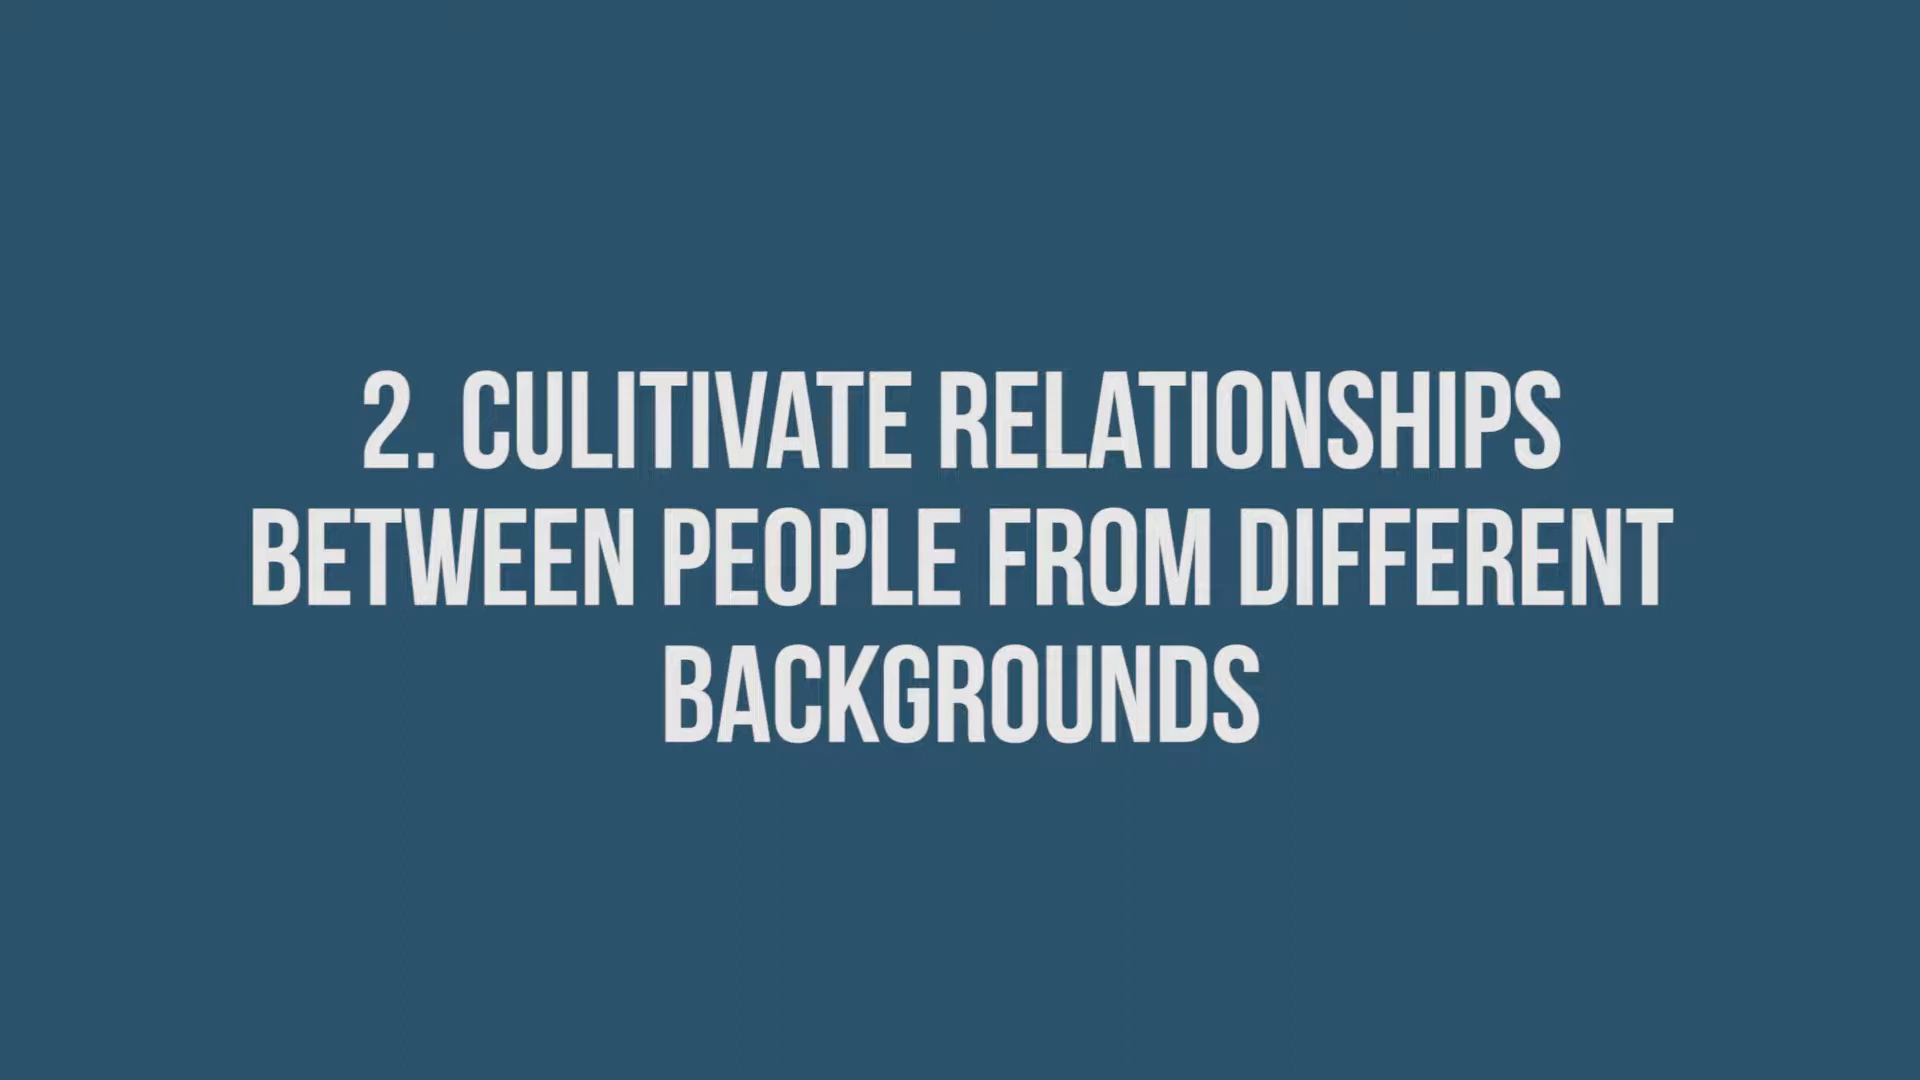 2. CULITIVATE RELATIONSHIPS
BETWEEN PEOPLE FROM DIFFERENT
BACKGROUNDS